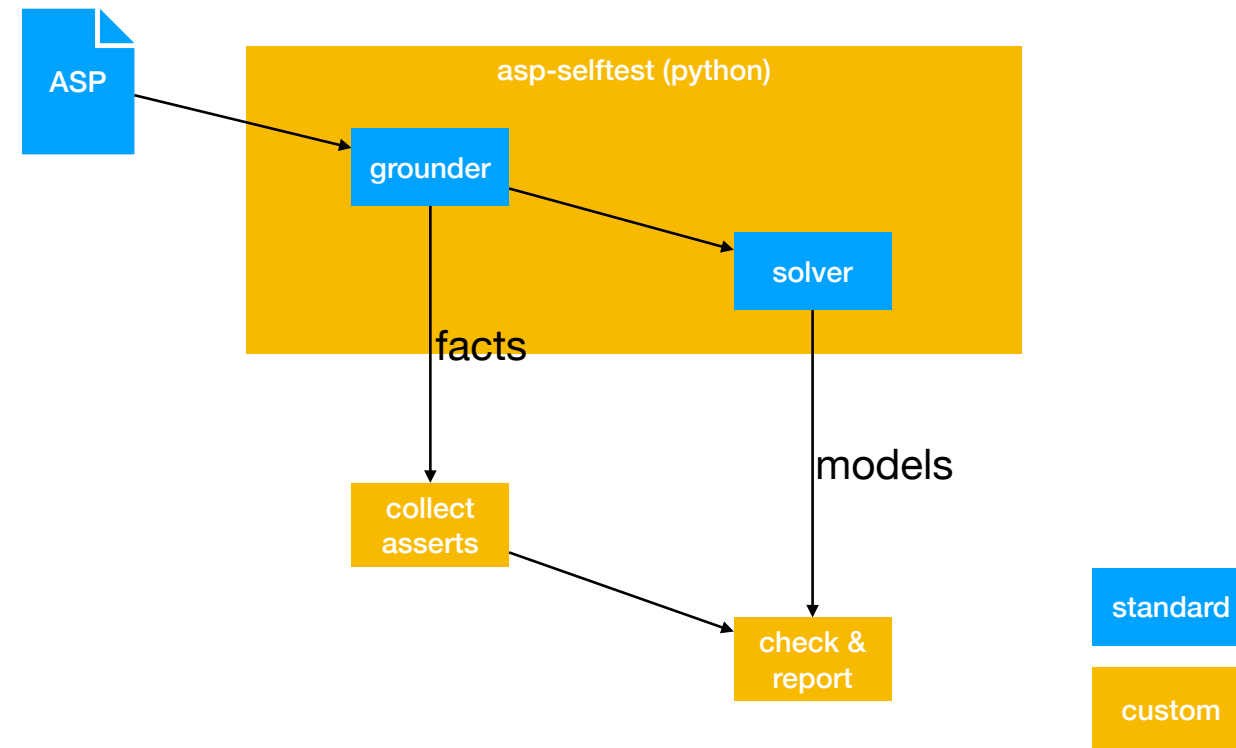 ASP
asp-selftest (python)
grounder
solver
facts
models
collect
asserts
check &
report
standard
custom